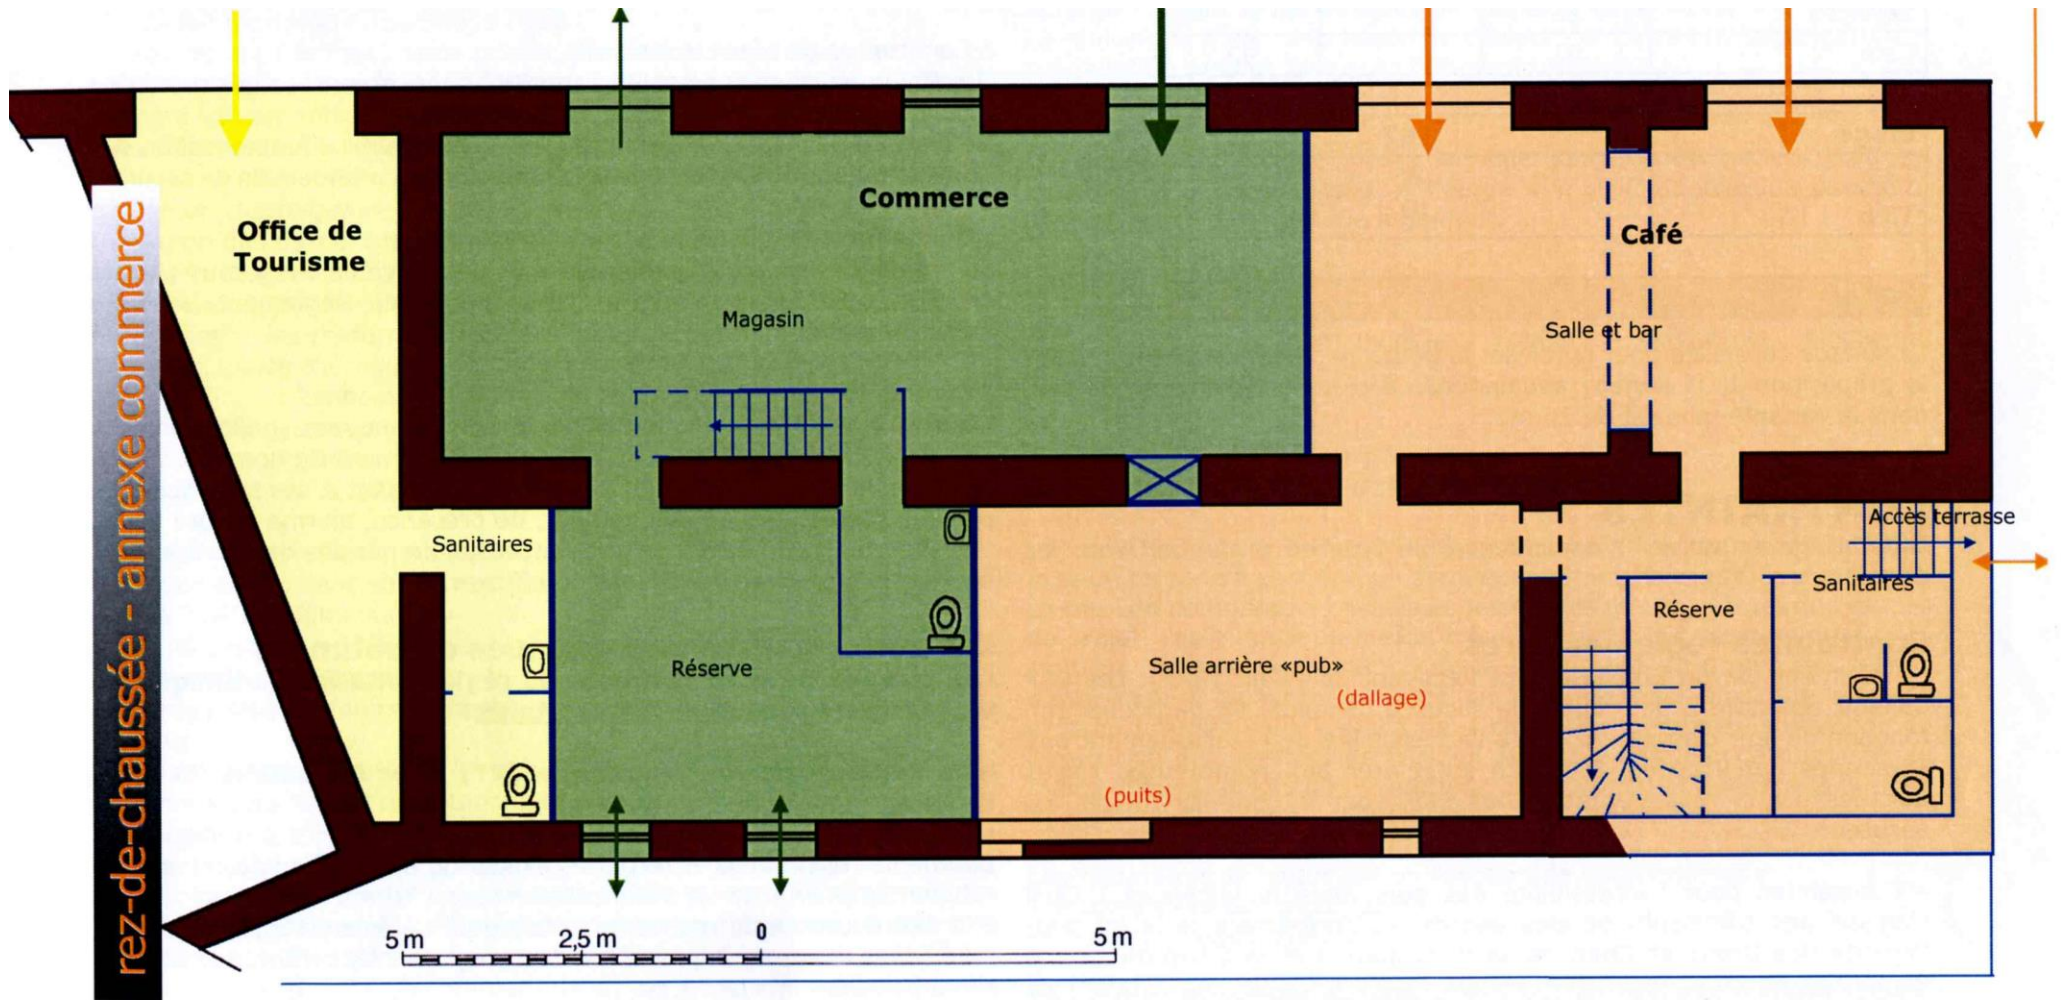 rez-de-chaussée - annexe commerce
Office de
Tourisme
Commerce
Café
Magasin
Salle et bar
Sanitaires
Accès terrasse
Sanitaires
Réserve
Réserve
Salle arrière «pub»
(dallage)
(puits)
5 m
2,5 m
0
5 m